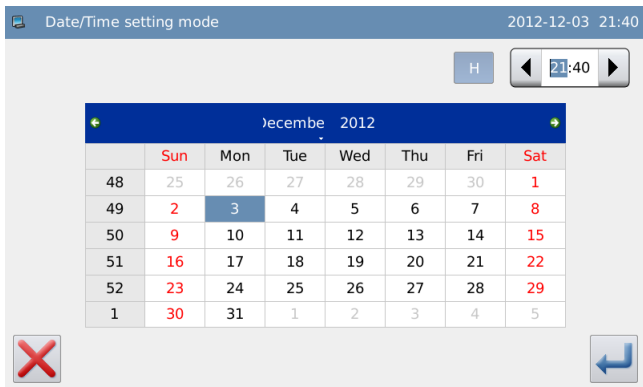 Date/Time setting mode 2012-12-03 21:40
H 21:40
Decembe 2012
Sun Mon Tue Wed Thu Fri Sat
48 25 26 27 28 29 30 1
49 2 3 4 5 6 7 8
50 9 10 11 12 13 14 15
51 16 17 18 19 20 21 22
52 23 24 25 26 27 28 29
1 30 31 1 2 3 4 5